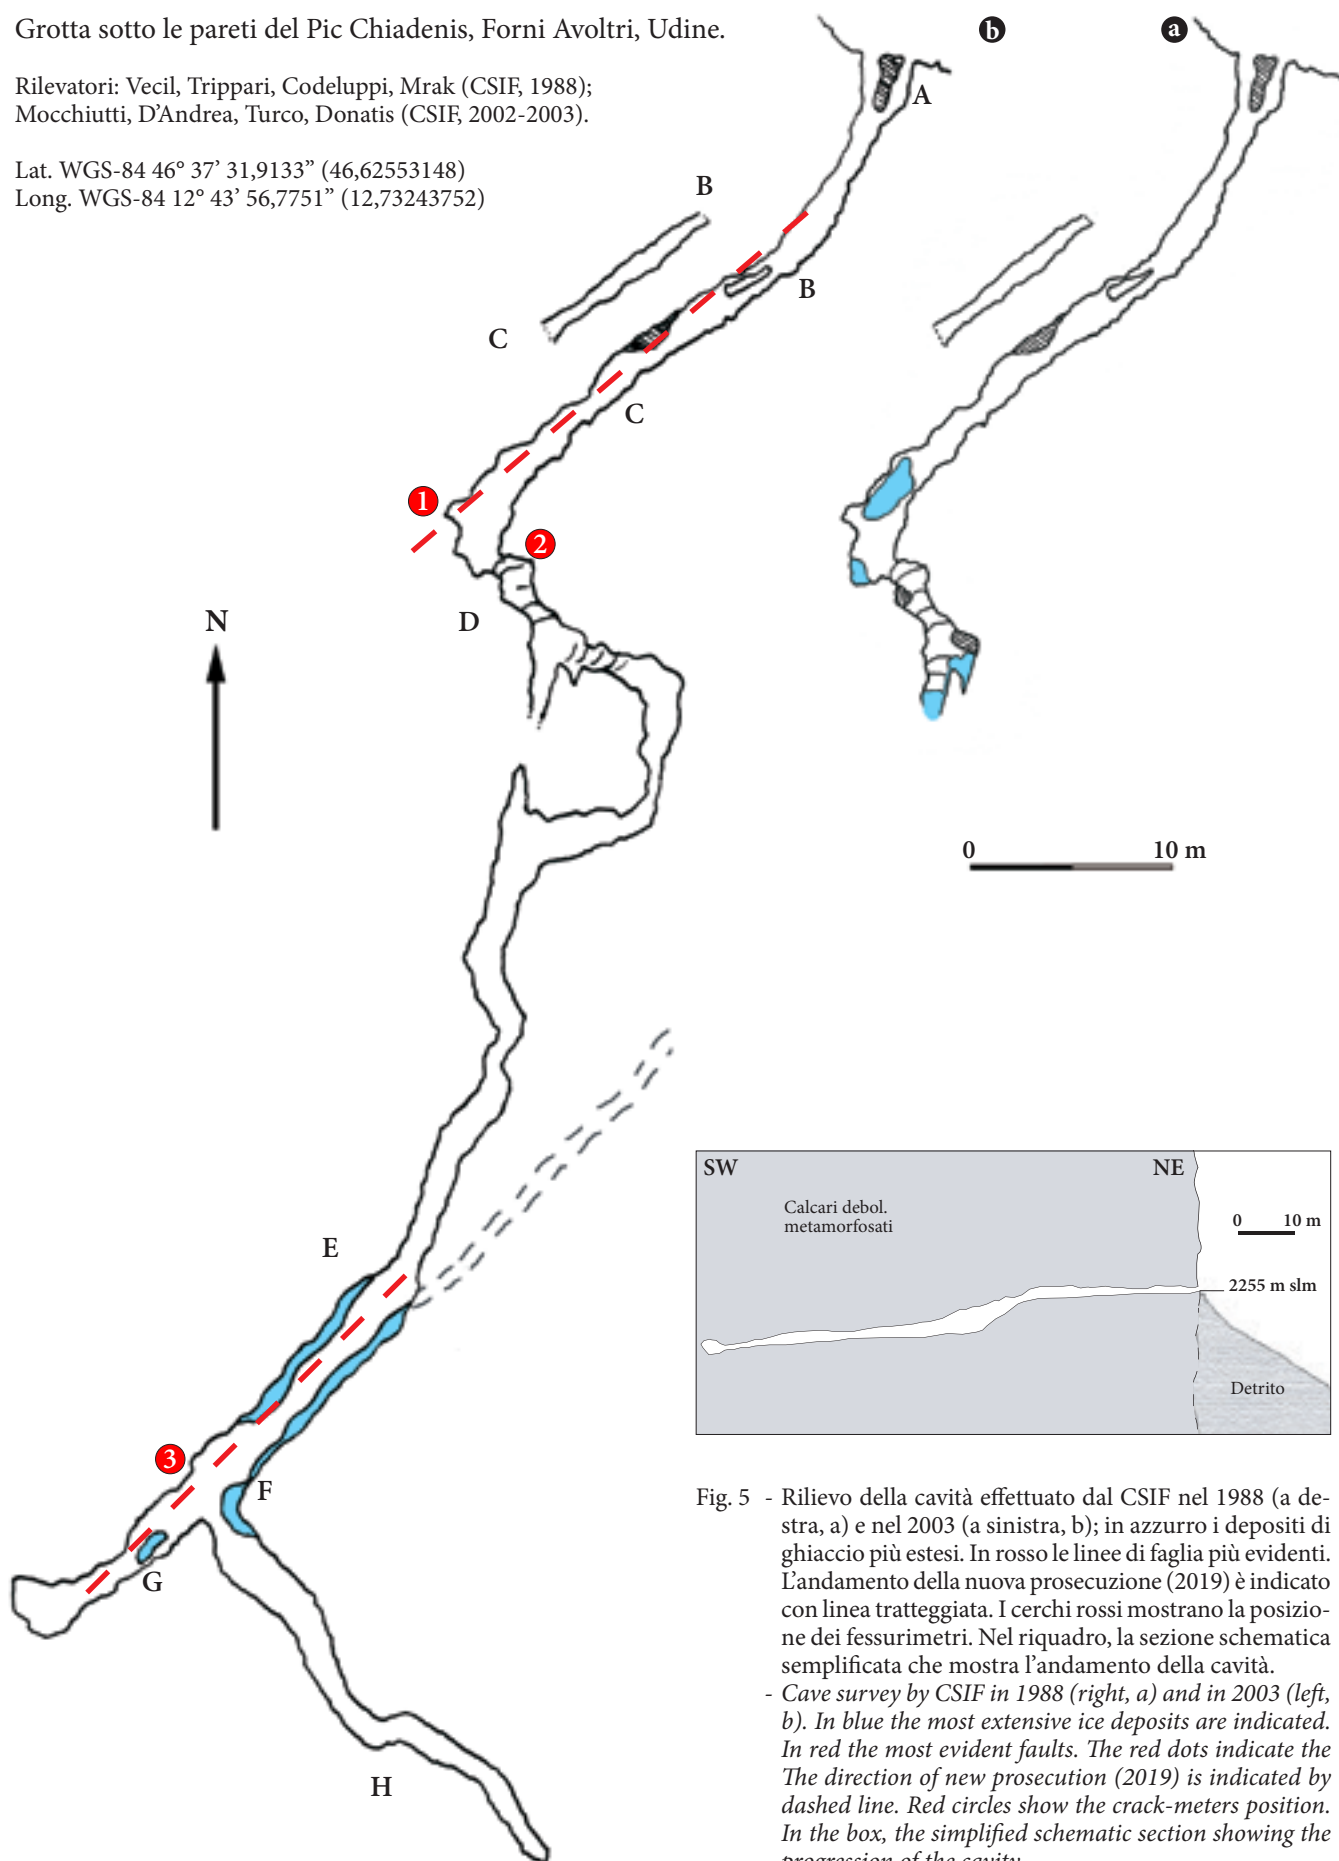 Grotta sotto le pareti del Pic Chiadenis, Forni Avoltri, Udine.
Rilevatori: Vecil, Trippari, Codeluppi, Mrak (CSIF, 1988);
Mocchiutti, D’Andrea, Turco, Donatis (CSIF, 2002-2003).
Lat. WGS-84 46° 37’ 31,9133” (46,62553148)
Long. WGS-84 12° 43’ 56,7751” (12,73243752)
b
a
A
B
B
C
C
1
2
D
N
0 10 m
E
3
F
G
H
SW NE
Calcari debol.
metamorfosati
0 10 m
2255 m slm
Detrito
Fig. 5 - Rilievo della cavità effettuato dal CSIF nel 1988 (a de-
stra, a) e nel 2003 (a sinistra, b); in azzurro i depositi di
ghiaccio più estesi. In rosso le linee di faglia più evidenti.
L’andamento della nuova prosecuzione (2019) è indicato
con linea tratteggiata. I cerchi rossi mostrano la posizio-
ne dei fessurimetri. Nel riquadro, la sezione schematica
semplificata che mostra l’andamento della cavità.
- Cave survey by CSIF in 1988 (right, a) and in 2003 (left,
b). In blue the most extensive ice deposits are indicated.
In red the most evident faults. The red dots indicate the
The direction of new prosecution (2019) is indicated by
dashed line. Red circles show the crack-meters position.
In the box, the simplified schematic section showing the
progression of the cavity.